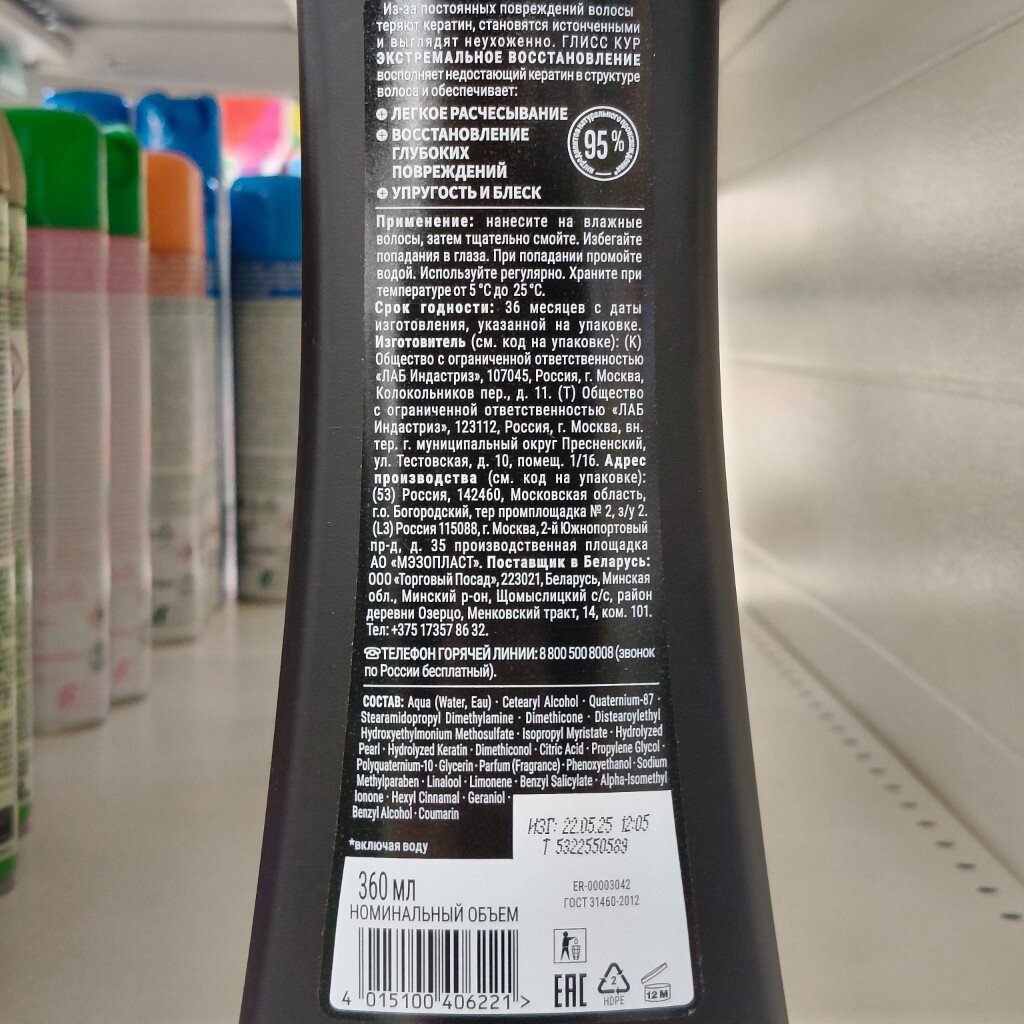 Из-за постоянных повреждений волосы
теряют кератин, становятся истонченными
и выглядят неухоженно. ГЛИСС КУР
ЭКСТРЕМАЛЬНОЕ ВОССТАНОВЛЕНИЕ
восполняет недостающий кератин в структуре
волоса и обеспечивает:
ЛЕГКОЕ РАСЧЕСЫВАНИЕ
ВОССТАНОВЛЕНИЕ
ГЛУБОКИХ
ПОВРЕЖДЕНИЙ
УПРУГОСТЬ И БЛЕСК
95%
ингредиентов натурального происхождения*
Применение: нанесите на влажные
волосы, затем тщательно смойте. Избегайте
попадания в глаза. При попадании промойте
водой. Используйте регулярно. Храните при
температуре от 5 °C до 25 °C.
Срок годности: 36 месяцев с даты
изготовления, указанной на упаковке.
Изготовитель (см. код на упаковке): (К)
Общество с ограниченной ответственностью
«ЛАБ Индастриз», 107045, Россия, г. Москва,
Колокольников пер., д. 11. (Т) Общество
с ограниченной ответственностью «ЛАБ
Индастриз», 123112, Россия, г. Москва, вн.
тер. г. муниципальный округ Пресненский,
ул. Тестовская, д. 10, помещ. 1/16. Адрес
производства (см. код на упаковке):
(53) Россия, 142460, Московская область,
г.о. Богородский, тер промплощадка № 2, з/у 2.
(L3) Россия 115088, г. Москва, 2-й Южнопортовый
пр-д, д. 35 производственная площадка
АО «МЭЗОПЛАСТ». Поставщик в Беларусь:
ООО «Торговый Посад», 223021, Беларусь, Минская
обл., Минский р-он, Щомыслицкий с/с, район
деревни Озерцо, Менковский тракт, 14, ком. 101.
Тел: +375 17357 86 32.
☎ТЕЛЕФОН ГОРЯЧЕЙ ЛИНИИ: 8 800 500 8008 (звонок
по России бесплатный).
СОСТАВ: Aqua (Water, Eau) · Cetearyl Alcohol · Quaternium-87 ·
Stearamidopropyl Dimethylamine · Dimethicone · Distearoylethyl
Hydroxyethylmonium Methosulfate · Isopropyl Myristate · Hydrolyzed
Pearl · Hydrolyzed Keratin · Dimethiconol · Citric Acid · Propylene Glycol ·
Polyquaternium-10 · Glycerin · Parfum (Fragrance) · Phenoxyethanol · Sodium
Methylparaben · Linalool · Limonene · Benzyl Salicylate · Alpha-Isomethyl
Ionone · Hexyl Cinnamal · Geraniol ·
Benzyl Alcohol · Coumarin
*включая воду
ИЗГ: 22.05.25 12:05
Т 5322550589
360 МЛ
НОМИНАЛЬНЫЙ ОБЪЕМ
ER-00003042
ГОСТ 31460-2012
4 015100 406221 >
EAC
2
HDPE
12 M